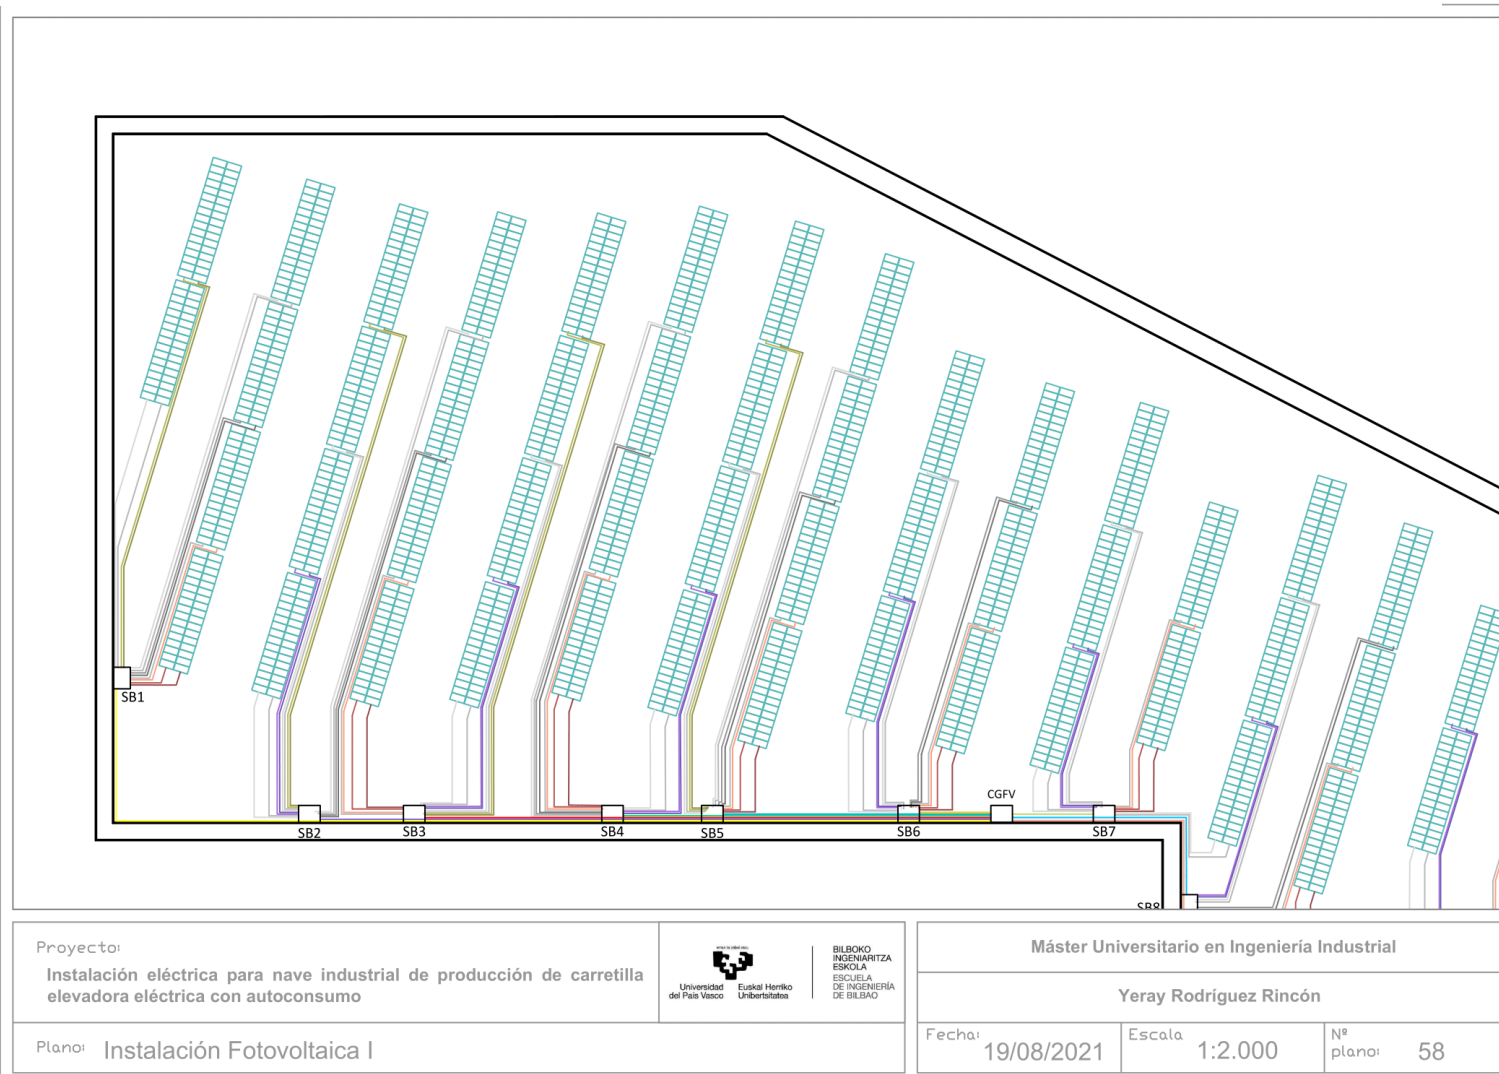 CGFV
SB1
SB2
SB3
SB4
SB5
SB6
SB7
SB8
Proyecto:
Instalación eléctrica para nave industrial de producción de carretilla
elevadora eléctrica con autoconsumo
Universidad
del País Vasco
Euskal Herriko
Unibertsitatea
BILBOKO
INGENIARITZA
ESKOLA
ESCUELA
DE INGENIERÍA
DE BILBAO
Máster Universitario en Ingeniería Industrial
Yeray Rodríguez Rincón
Plano: Instalación Fotovoltaica I
Fecha: 19/08/2021
Escala 1:2.000
Nº
plano: 58